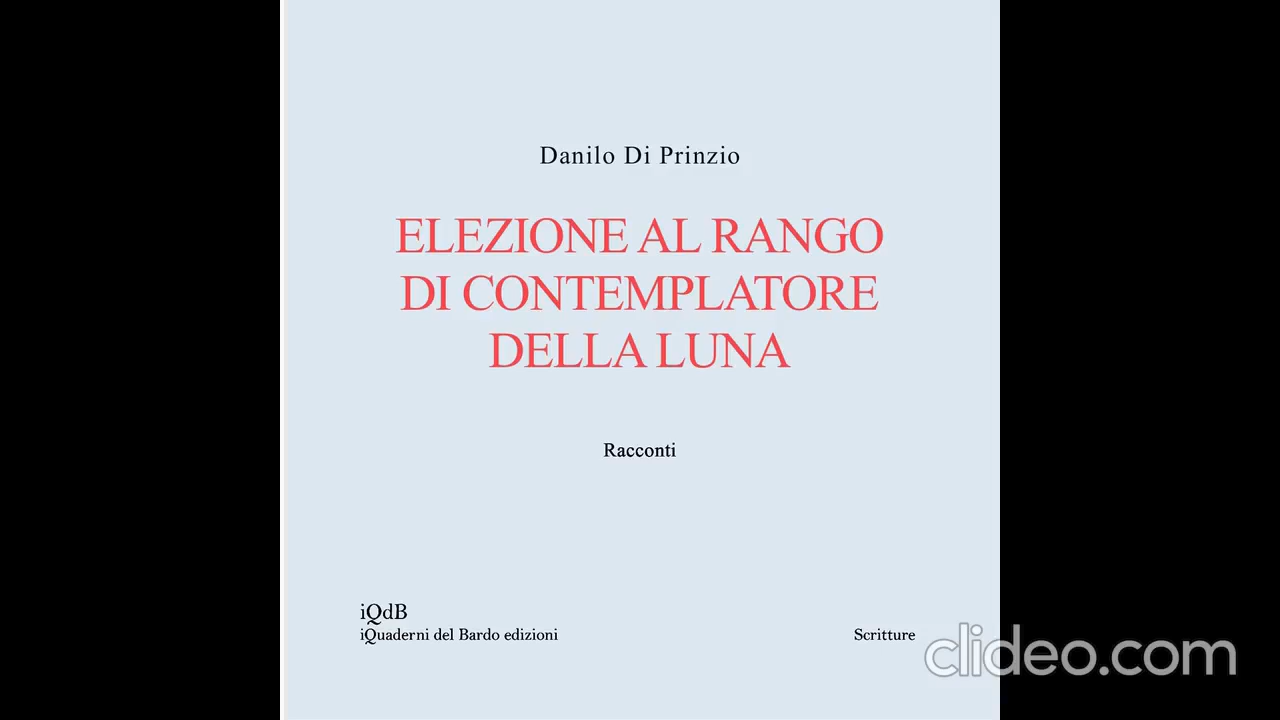 Danilo Di Prinzio
ELEZIONE AL RANGO
DI CONTEMPLATORE
DELLA LUNA
Racconti
iQdB
iQuaderni del Bardo edizioni
Scritture
clideo.com